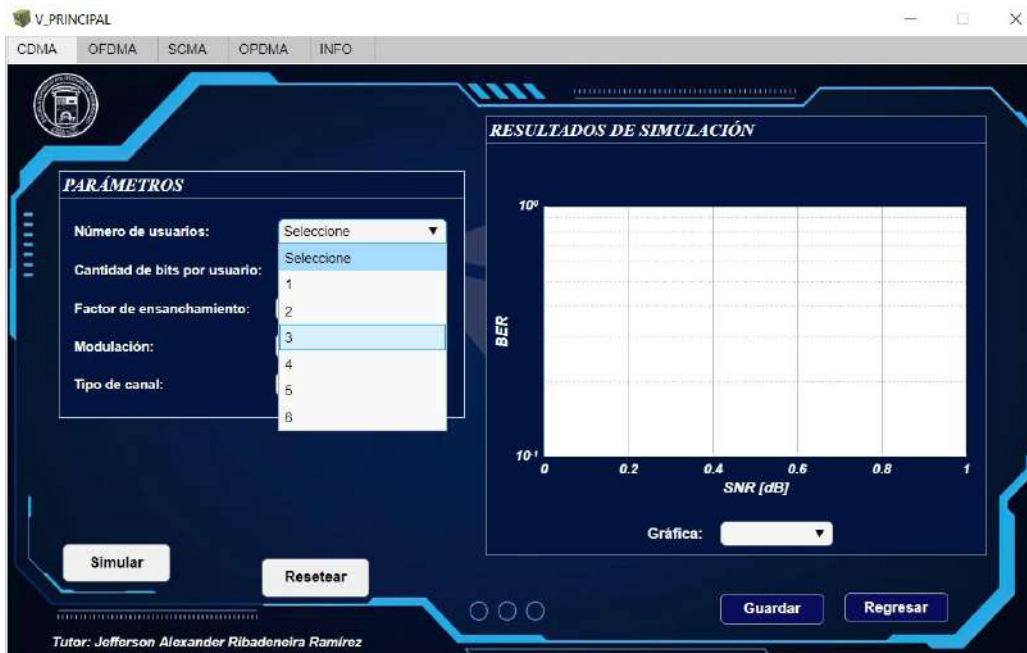 V_PRINCIPAL
CDMA OFDMA SCMA OPDMA INFO
RESULTADOS DE SIMULACIÓN
PARÁMETROS
Número de usuarios: Seleccione
Seleccione
Cantidad de bits por usuario:
1
Factor de ensanchamiento:
2
Modulación:
3
4
Tipo de canal:
5
6
10⁰
BER
10⁻¹
0 0.2 0.4 0.6 0.8 1
SNR [dB]
Gráfica:
Simular
Resetear
Guardar
Regresar
Tutor: Jefferson Alexander Ribadeneira Ramírez